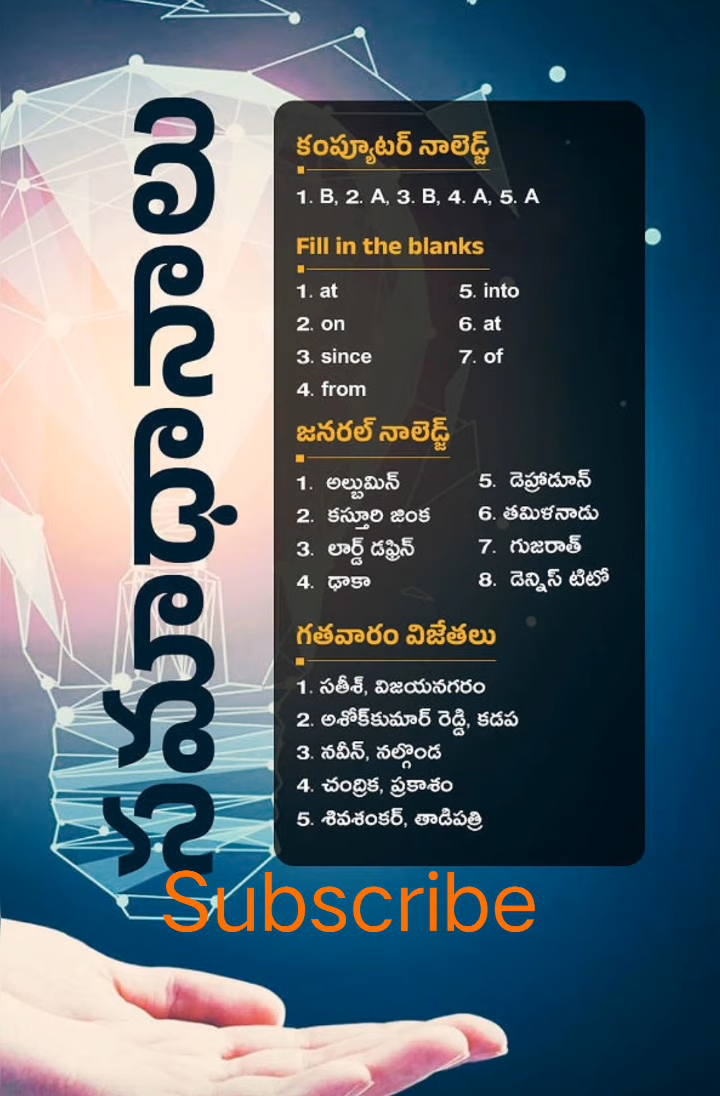 సమాధానాలు
కంప్యూటర్ నాలెడ్జ్
1. B, 2. A, 3. B, 4. A, 5. A
Fill in the blanks
1. at
2. on
3. since
4. from
5. into
6. at
7. of
జనరల్ నాలెడ్జ్
1. అల్బుమిన్
2. కస్తూరి జింక
3. లార్డ్ డఫ్రిన్
4. ఢాకా
5. డెహ్రాడూన్
6. తమిళనాడు
7. గుజరాత్
8. డెన్నిస్ టిటో
గతవారం విజేతలు
1. సతీశ్, విజయనగరం
2. అశోక్‌కుమార్ రెడ్డి, కడప
3. నవీన్, నల్గొండ
4. చంద్రిక, ప్రకాశం
5. శివశంకర్, తాడిపత్రి
Subscribe